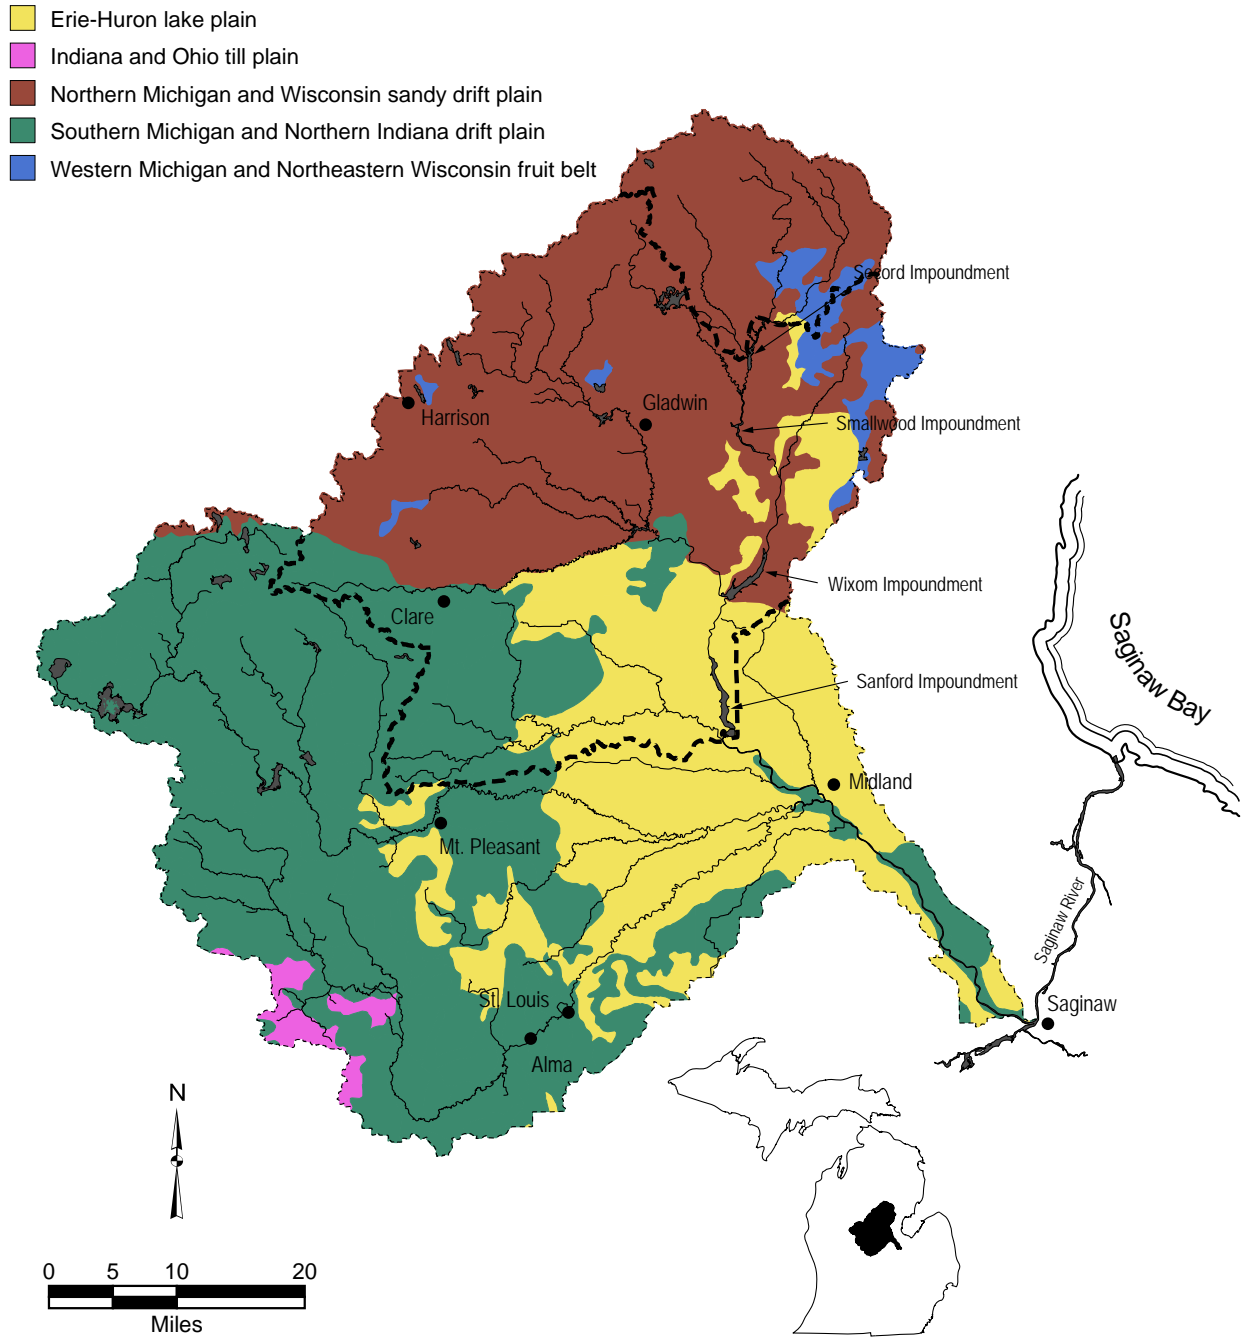 Erie-Huron lake plain
Indiana and Ohio till plain
Northern Michigan and Wisconsin sandy drift plain
Southern Michigan and Northern Indiana drift plain
Western Michigan and Northeastern Wisconsin fruit belt
Secord Impoundment
Gladwin
Harrison
Smallwood Impoundment
Wixom Impoundment
Clare
Saginaw Bay
Sanford Impoundment
Midland
Mt. Pleasant
Saginaw River
St. Louis
Saginaw
Alma
N
0 5 10 20
Miles